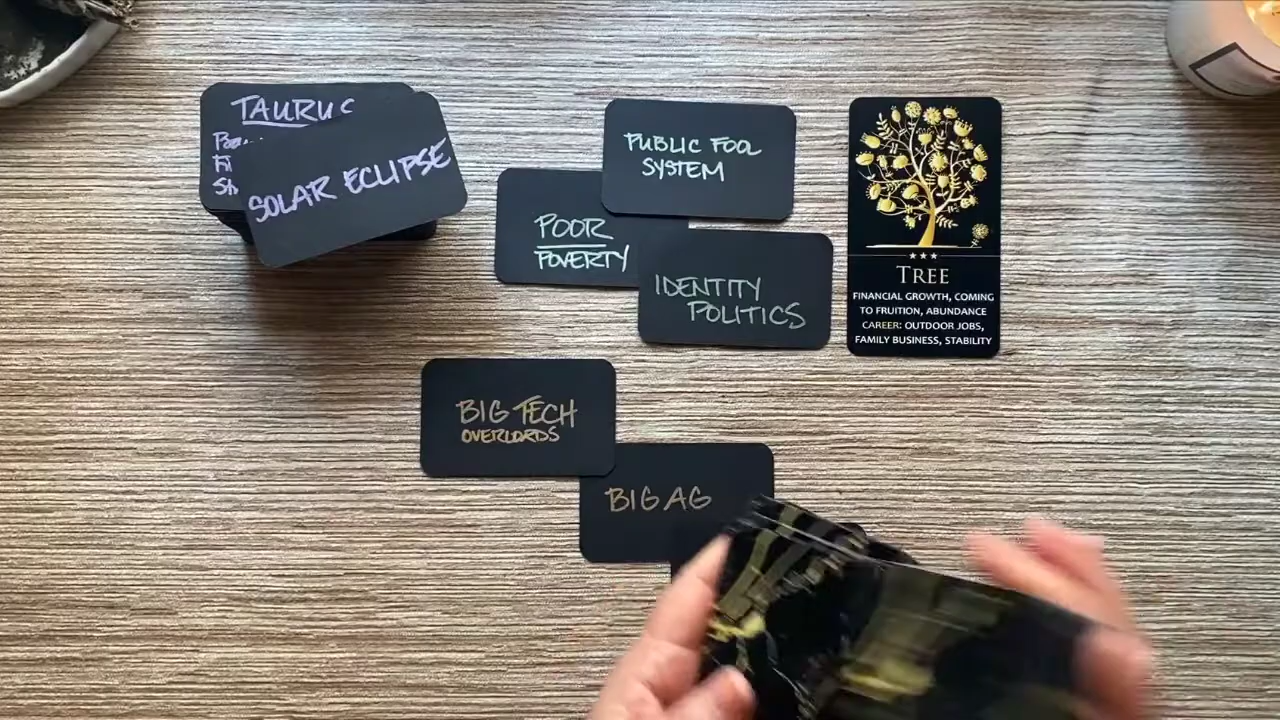 TAURUS
SOLAR ECLIPSE
PUBLIC FOOL
SYSTEM
POOR
POVERTY
IDENTITY
POLITICS
TREE
FINANCIAL GROWTH, COMING
TO FRUITION, ABUNDANCE
CAREER: OUTDOOR JOBS,
FAMILY BUSINESS, STABILITY
BIG TECH
OVERLORDS
BIG AG